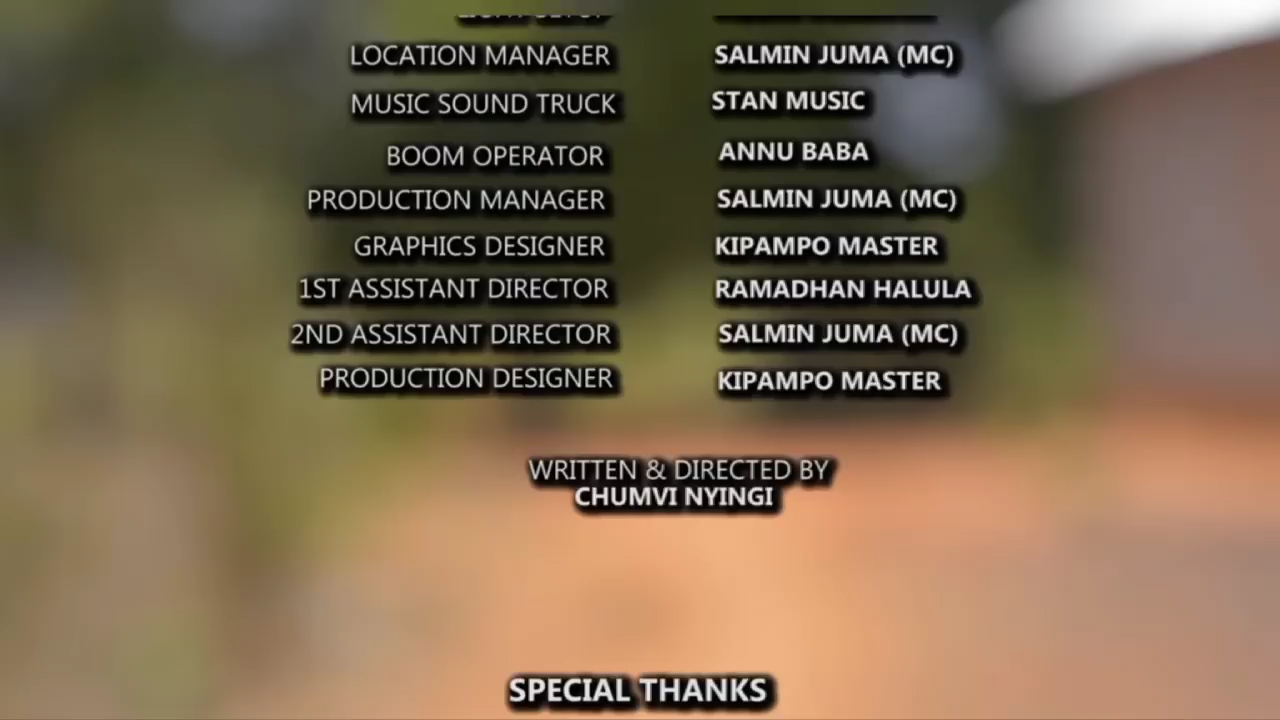 LOCATION MANAGER SALMIN JUMA (MC)
MUSIC SOUND TRUCK STAN MUSIC
BOOM OPERATOR ANNU BABA
PRODUCTION MANAGER SALMIN JUMA (MC)
GRAPHICS DESIGNER KIPAMPO MASTER
1ST ASSISTANT DIRECTOR RAMADHAN HALULA
2ND ASSISTANT DIRECTOR SALMIN JUMA (MC)
PRODUCTION DESIGNER KIPAMPO MASTER
WRITTEN & DIRECTED BY
CHUMVI NYINGI
SPECIAL THANKS